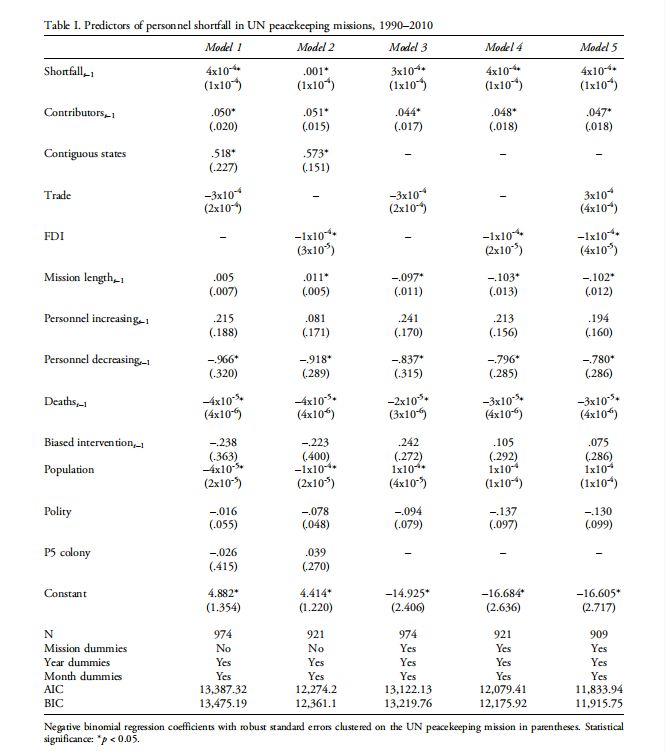 Table I. Predictors of personnel shortfall in UN peacekeeping missions, 1990–2010
Model 1 Model 2 Model 3 Model 4 Model 5
Shortfall_t−1 4x10⁻⁴* .001* 3x10⁻⁴* 4x10⁻⁴* 4x10⁻⁴*
(1x10⁻⁴) (1x10⁻⁴) (1x10⁻⁴) (1x10⁻⁴) (1x10⁻⁴)
Contributors_t−1 .050* .051* .044* .048* .047*
(.020) (.015) (.017) (.018) (.018)
Contiguous states .518* .573* – – –
(.227) (.151)
Trade −3x10⁻⁴ – −3x10⁻⁴ – 3x10⁻⁴
(2x10⁻⁴) (2x10⁻⁴) (4x10⁻⁴)
FDI – −1x10⁻⁴* – −1x10⁻⁴* −1x10⁻⁴*
(3x10⁻⁵) (2x10⁻⁵) (4x10⁻⁵)
Mission length_t−1 .005 .011* −.097* −.103* −.102*
(.007) (.005) (.011) (.013) (.012)
Personnel increasing_t−1 .215 .081 .241 .213 .194
(.188) (.171) (.170) (.156) (.160)
Personnel decreasing_t−1 −.966* −.918* −.837* −.796* −.780*
(.320) (.289) (.315) (.285) (.286)
Deaths_t−1 −4x10⁻⁵* −4x10⁻⁵* −2x10⁻⁵* −3x10⁻⁵* −3x10⁻⁵*
(4x10⁻⁶) (4x10⁻⁶) (3x10⁻⁶) (4x10⁻⁶) (4x10⁻⁶)
Biased intervention_t−1 −.238 −.223 .242 .105 .075
(.363) (.400) (.272) (.292) (.286)
Population −4x10⁻⁵* −1x10⁻⁴* 1x10⁻⁴* 1x10⁻⁴ 1x10⁻⁴
(2x10⁻⁵) (2x10⁻⁵) (4x10⁻⁵) (1x10⁻⁴) (1x10⁻⁴)
Polity −.016 −.078 −.094 −.137 −.130
(.055) (.048) (.079) (.097) (.099)
P5 colony −.026 .039 – – –
(.415) (.270)
Constant 4.882* 4.414* −14.925* −16.684* −16.605*
(1.354) (1.220) (2.406) (2.636) (2.717)
N 974 921 974 921 909
Mission dummies No No Yes Yes Yes
Year dummies Yes Yes Yes Yes Yes
Month dummies Yes Yes Yes Yes Yes
AIC 13,387.32 12,274.2 13,122.13 12,079.41 11,833.94
BIC 13,475.19 12,361.1 13,219.76 12,175.92 11,915.75
Negative binomial regression coefficients with robust standard errors clustered on the UN peacekeeping mission in parentheses. Statistical
significance: *p < 0.05.